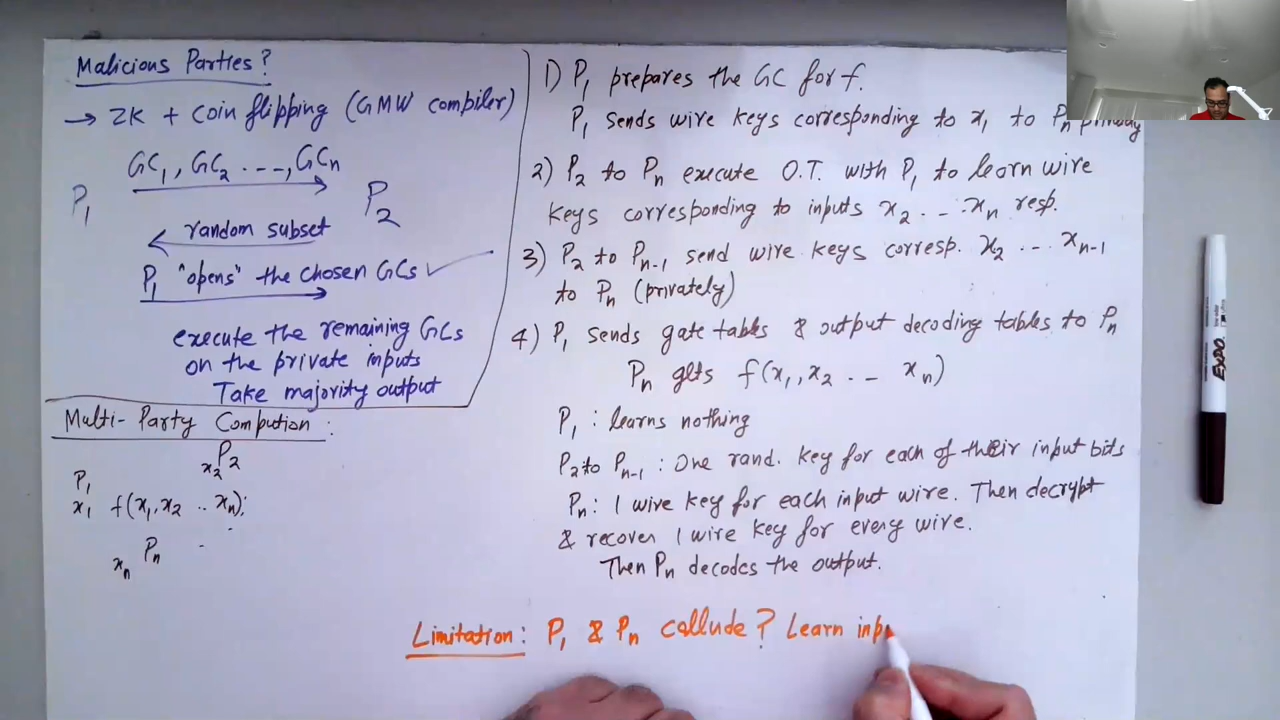 Malicious Parties?
→ ZK + coin flipping (GMW compiler)
GC1, GC2 ...., GCn
P1
P2
random subset
P1 "opens" the chosen GCs ✓
execute the remaining GCs
on the private inputs
Take majority output
Multi-Party Compution :
P2
x2
P1
x1 f(x1, x2 .. xn);
Pn
xn
1) P1 prepares the GC for f.
P1 sends wire keys corresponding to x1 to Pn
2) P2 to Pn execute O.T. with P1 to learn wire
keys corresponding to inputs x2 - - . xn resp.
3) P2 to Pn-1 send wire keys corresp. x2 ... xn-1
to Pn (privately)
4) P1 sends gate tables & output decoding tables to Pn
Pn gets f(x1, x2 .. – xn)
P1 : learns nothing
P2 to Pn-1 : One rand. key for each of their input bits
Pn : 1 wire key for each input wire. Then decrypt
& recover 1 wire key for every wire.
Then Pn decodes the output.
Limitation: P1 & Pn collude? Learn inp
EXPO